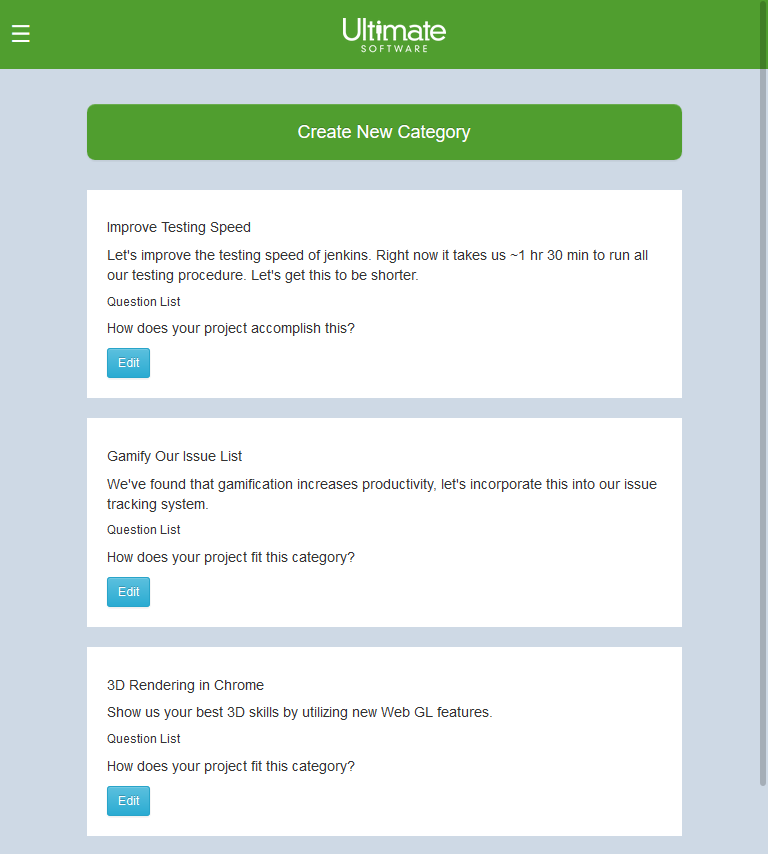 Ultimate
SOFTWARE
Create New Category
Improve Testing Speed
Let's improve the testing speed of jenkins. Right now it takes us ~1 hr 30 min to run all
our testing procedure. Let's get this to be shorter.
Question List
How does your project accomplish this?
Edit
Gamify Our Issue List
We've found that gamification increases productivity, let's incorporate this into our issue
tracking system.
Question List
How does your project fit this category?
Edit
3D Rendering in Chrome
Show us your best 3D skills by utilizing new Web GL features.
Question List
How does your project fit this category?
Edit